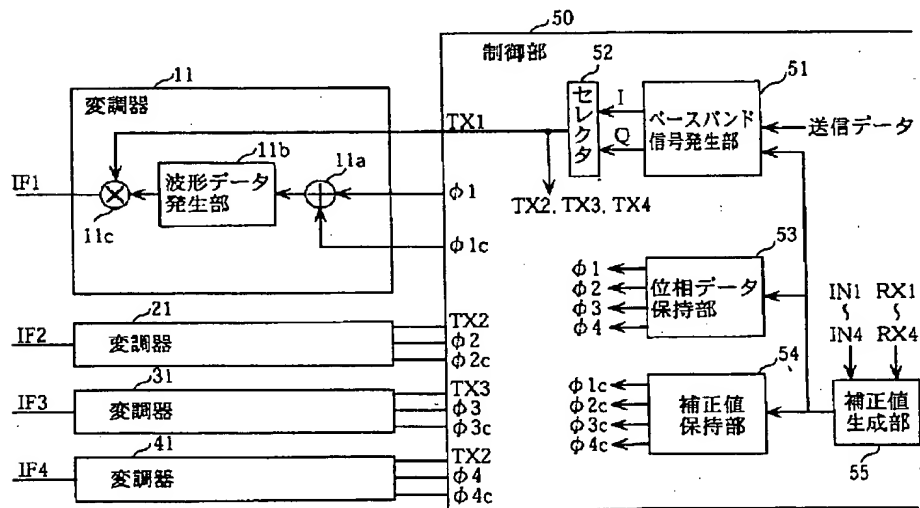 50
制御部
11
変調器
52
セレクタ
51
I
Q
ベースバンド
信号発生部
送信データ
TX1
11b
11a
波形データ
発生部
IF1
11c
φ1
φ1c
TX2, TX3, TX4
53
φ1
φ2
φ3
φ4
位相データ
保持部
IN1
〜
IN4
RX1
〜
RX4
21
IF2
変調器
TX2
φ2
φ2c
54
φ1c
φ2c
φ3c
φ4c
補正値
保持部
補正値
生成部
55
31
IF3
変調器
TX3
φ3
φ3c
41
IF4
変調器
TX2
φ4
φ4c